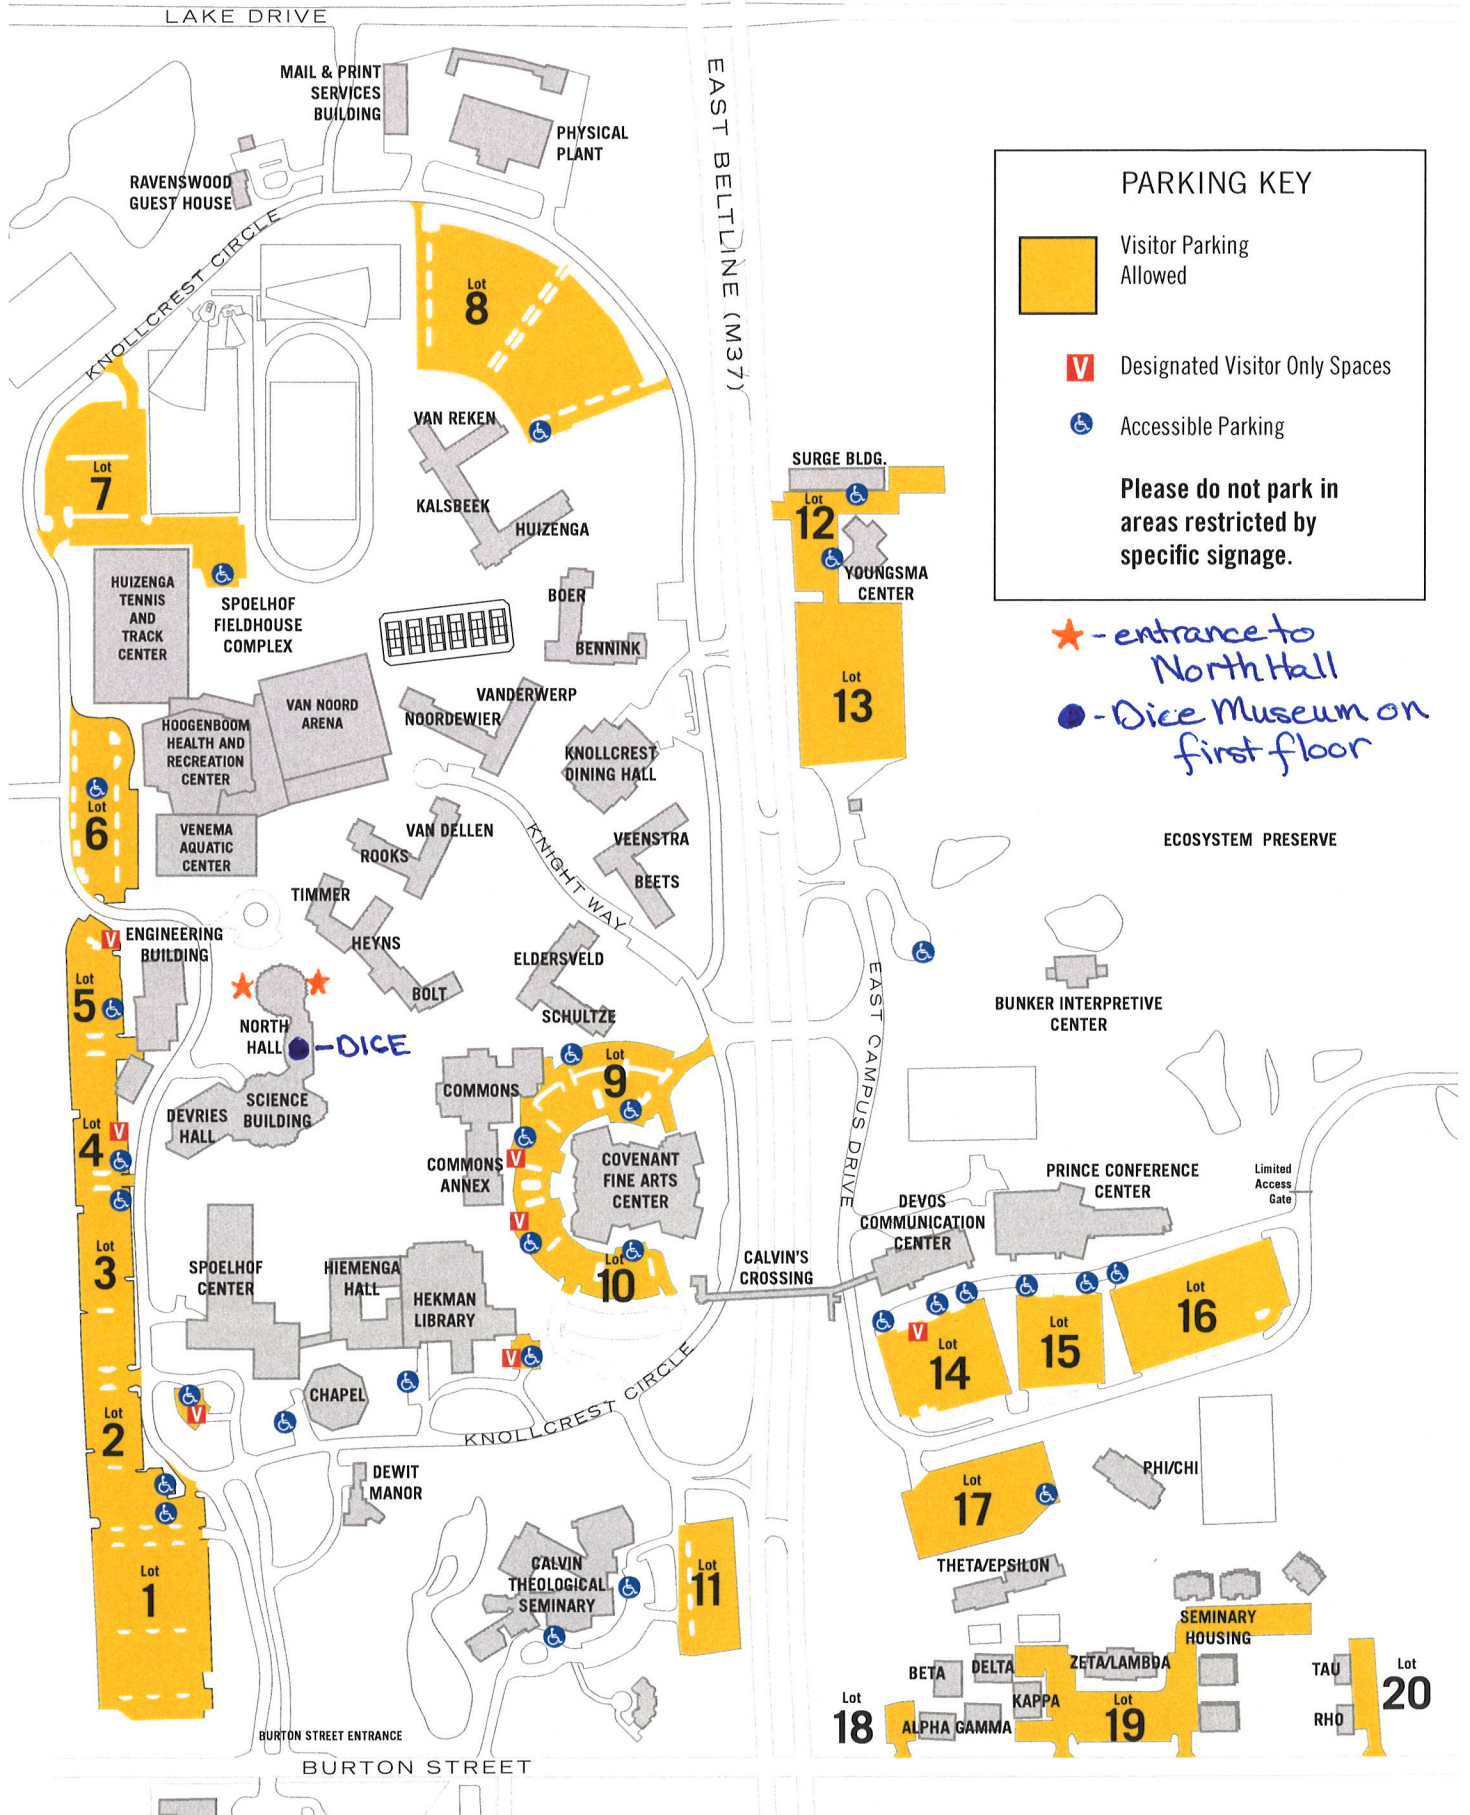 LAKE DRIVE
MAIL & PRINT
SERVICES
BUILDING
PHYSICAL
PLANT
RAVENSWOOD
GUEST HOUSE
KNOLLCREST CIRCLE
EAST BELTLINE (M37)
PARKING KEY
Visitor Parking
Allowed
V
Designated Visitor Only Spaces
Accessible Parking
Please do not park in
areas restricted by
specific signage.
★ - entrance to
North Hall
● - Dice Museum on
first floor
Lot
8
VAN REKEN
KALSBEEK
HUIZENGA
Lot
7
SURGE BLDG.
Lot
12
YOUNGSMA
CENTER
HUIZENGA
TENNIS
AND
TRACK
CENTER
SPOELHOF
FIELDHOUSE
COMPLEX
BOER
BENNINK
Lot
13
VANDERWERP
NOORDEWIER
VAN NOORD
ARENA
HOOGENBOOM
HEALTH AND
RECREATION
CENTER
KNOLLCREST
DINING HALL
Lot
6
VENEMA
AQUATIC
CENTER
VAN DELLEN
ROOKS
KNIGHT WAY
VEENSTRA
BEETS
ECOSYSTEM PRESERVE
TIMMER
HEYNS
BOLT
V
ENGINEERING
BUILDING
Lot
5
ELDERSVELD
SCHULTZE
EAST CAMPUS DRIVE
BUNKER INTERPRETIVE
CENTER
NORTH
HALL
- DICE
Lot
9
COMMONS
DEVRIES
HALL
SCIENCE
BUILDING
Lot
4
V
COMMONS
ANNEX
V
COVENANT
FINE ARTS
CENTER
V
PRINCE CONFERENCE
CENTER
Limited
Access
Gate
DEVOS
COMMUNICATION
CENTER
Lot
3
SPOELHOF
CENTER
HIEMENGA
HALL
HEKMAN
LIBRARY
Lot
10
CALVIN'S
CROSSING
V
Lot
14
Lot
15
Lot
16
V
CHAPEL
V
Lot
2
KNOLLCREST CIRCLE
DEWIT
MANOR
PHI/CHI
Lot
17
Lot
1
CALVIN
THEOLOGICAL
SEMINARY
Lot
11
THETA/EPSILON
SEMINARY
HOUSING
BETA
DELTA
ZETA/LAMBDA
KAPPA
TAU
Lot
20
Lot
18
ALPHA
GAMMA
Lot
19
RHO
BURTON STREET ENTRANCE
BURTON STREET